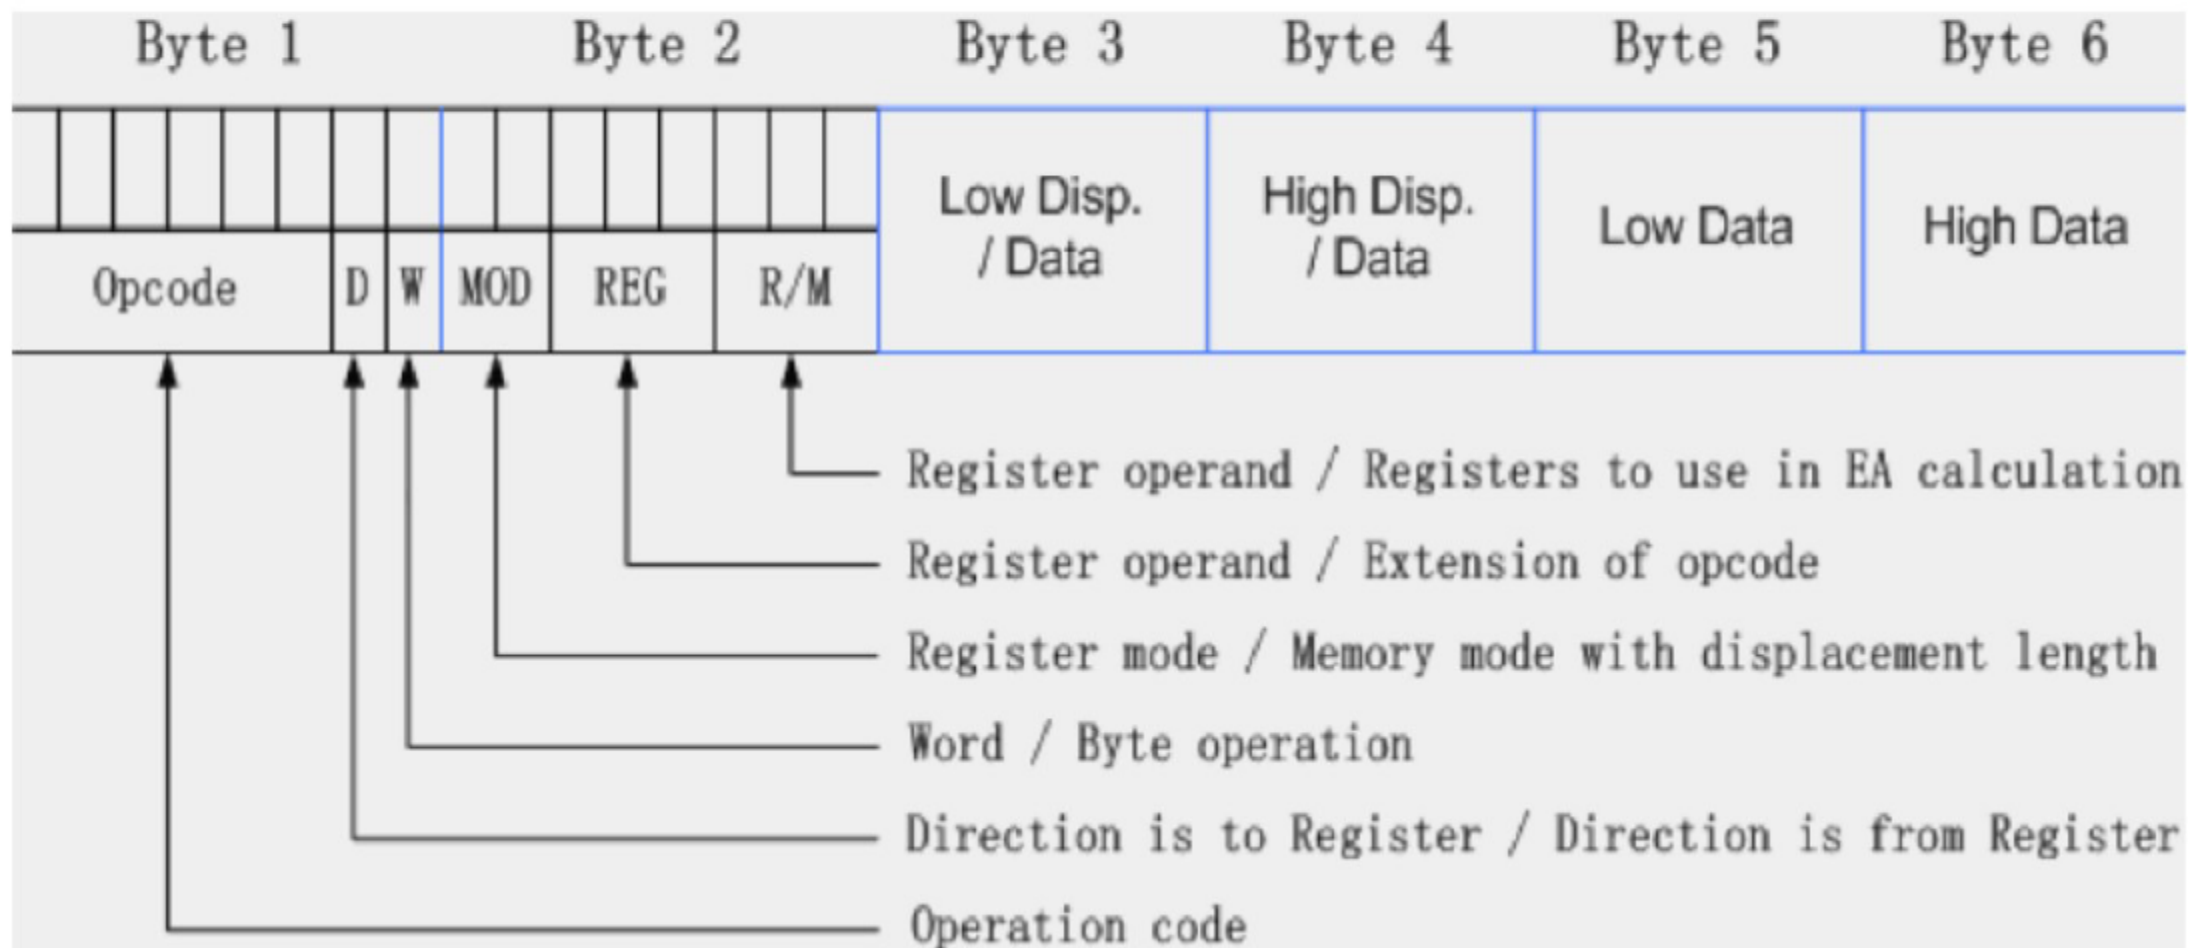 Byte 1 Byte 2 Byte 3 Byte 4 Byte 5 Byte 6
Opcode D W MOD REG R/M
Low Disp.
/ Data
High Disp.
/ Data
Low Data
High Data
Register operand / Registers to use in EA calculation
Register operand / Extension of opcode
Register mode / Memory mode with displacement length
Word / Byte operation
Direction is to Register / Direction is from Register
Operation code